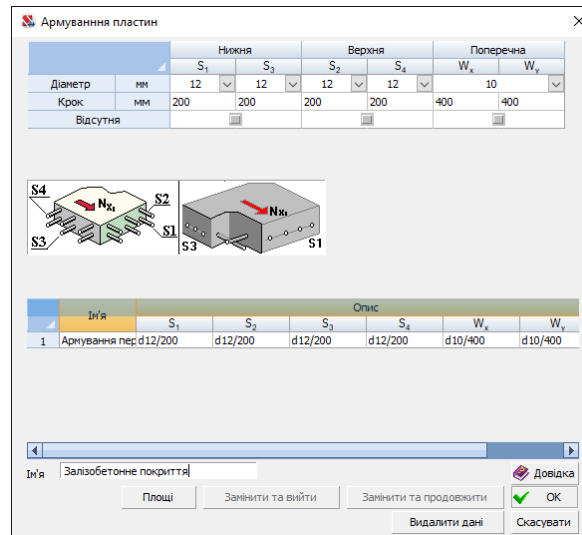 Армування пластин
Нижня Верхня Поперечна
S₁ S₃ S₂ S₄ Wₓ Wᵧ
Діаметр мм 12 12 12 12 10
Крок мм 200 200 200 200 400 400
Відсутня
S4 Nx₁ S2 S3 S1
S3 Nx₁ S1
Ім'я Опис
S₁ S₂ S₃ S₄ Wₓ Wᵧ
1 Армування пер d12/200 d12/200 d12/200 d12/200 d10/400 d10/400
Ім'я Залізобетонне покриття Довідка
Площі Замінити та вийти Замінити та продовжити OK
Видалити дані Скасувати